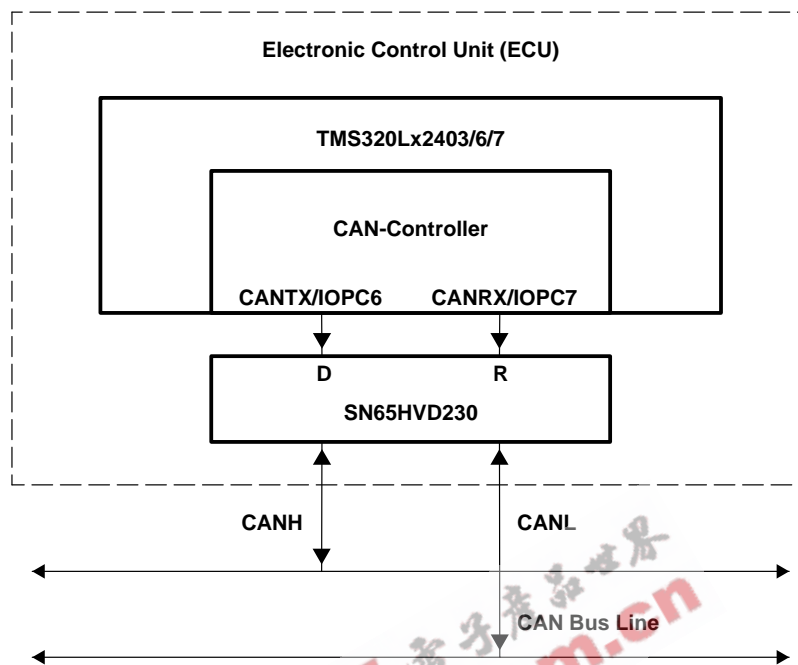 Electronic Control Unit (ECU)
TMS320Lx2403/6/7
CAN-Controller
CANTX/IOPC6 CANRX/IOPC7
D R
SN65HVD230
CANH CANL
CAN Bus Line